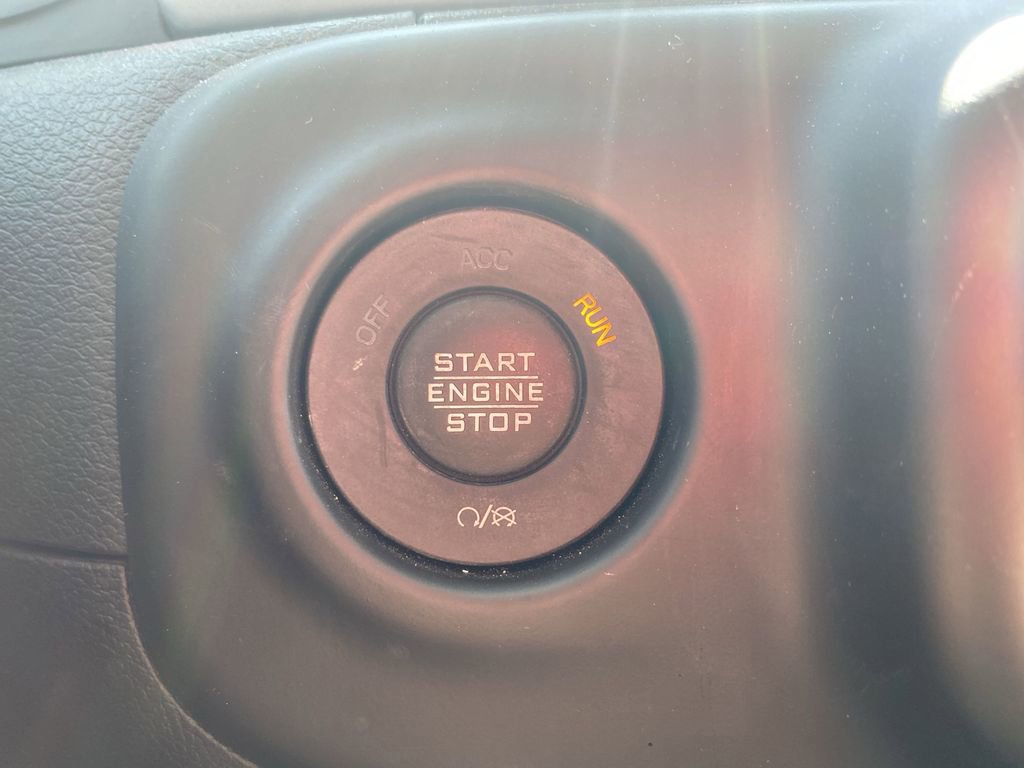 ACC
OFF
RUN
START
ENGINE
STOP